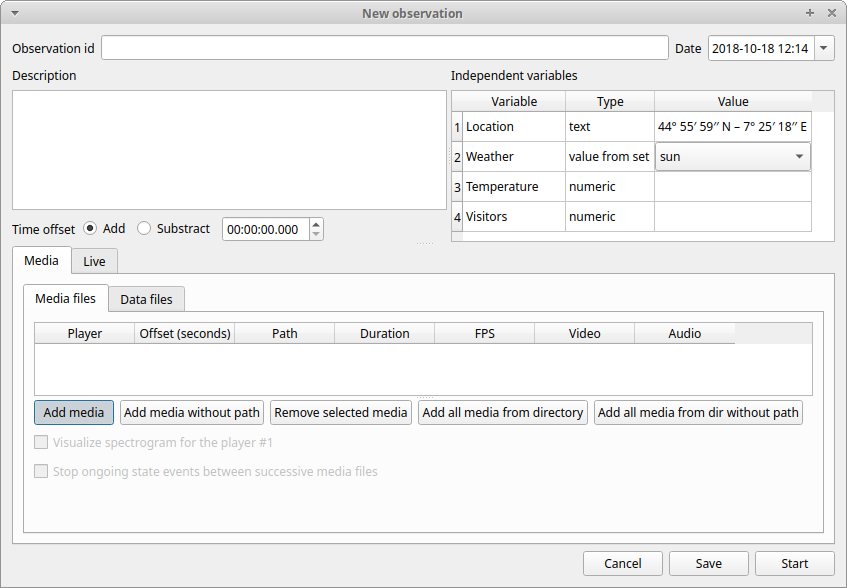 New observation
Observation id
Date 2018-10-18 12:14
Description
Independent variables
Variable Type Value
1 Location text 44° 55′ 59″ N – 7° 25′ 18″ E
2 Weather value from set sun
3 Temperature numeric
4 Visitors numeric
Time offset Add Substract 00:00:00.000
Media Live
Media files Data files
Player Offset (seconds) Path Duration FPS Video Audio
Add media Add media without path Remove selected media Add all media from directory Add all media from dir without path
Visualize spectrogram for the player #1
Stop ongoing state events between successive media files
Cancel Save Start